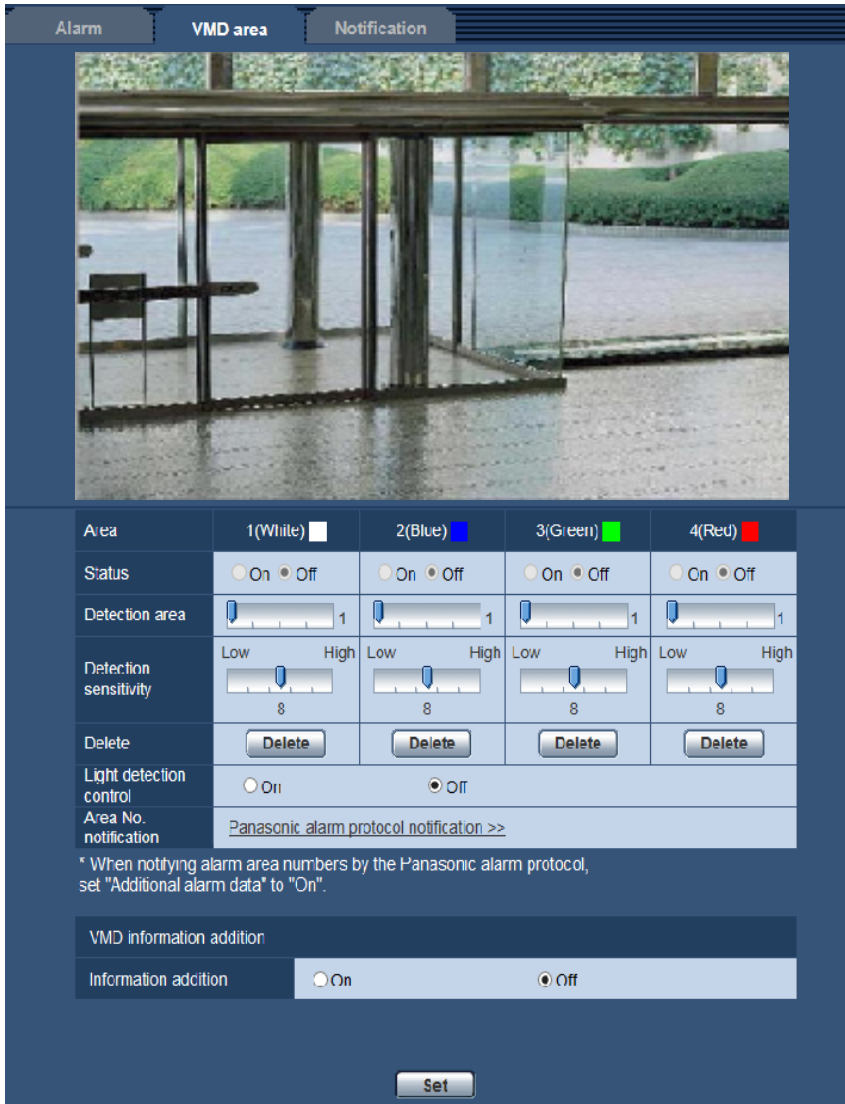 Alarm VMD area Notification
Area 1(White) 2(Blue) 3(Green) 4(Red)
Status On Off On Off On Off On Off
Detection area 1 1 1 1
Detection sensitivity Low High Low High Low High Low High
8 8 8 8
Delete Delete Delete Delete Delete
Light detection control On Off
Area No. notification Panasonic alarm protocol notification >>
* When notifying alarm area numbers by the Panasonic alarm protocol,
set "Additional alarm data" to "On".
VMD information addition
Information addition On Off
Set